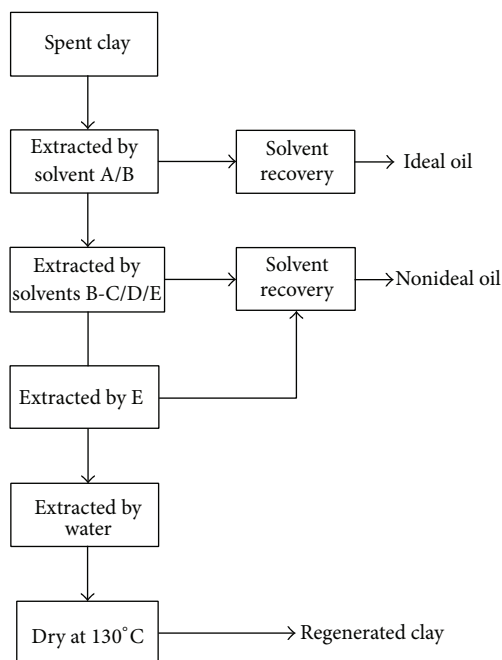 Spent clay
Extracted by
solvent A/B
Solvent
recovery
Ideal oil
Extracted by
solvents B-C/D/E
Solvent
recovery
Nonideal oil
Extracted by E
Extracted by
water
Dry at 130°C
Regenerated clay